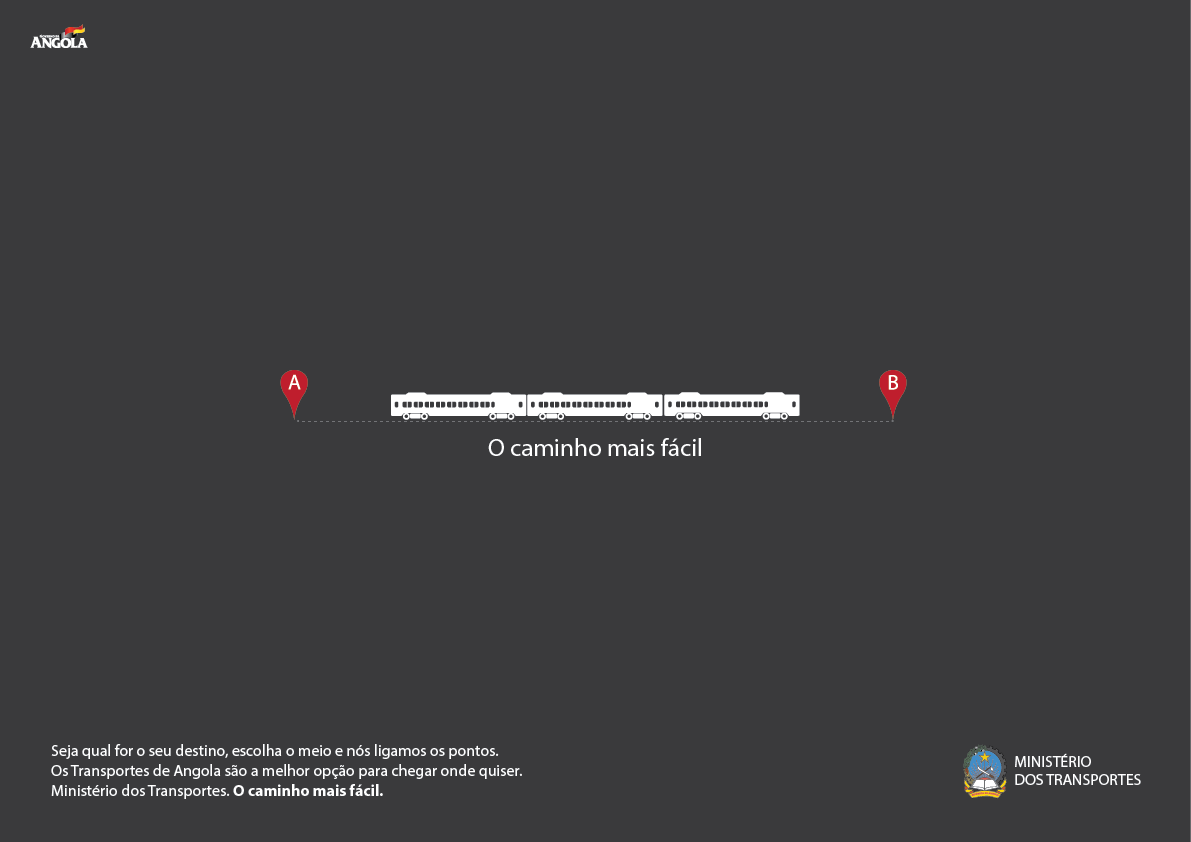 ANGOLA
A
B
O caminho mais fácil
Seja qual for o seu destino, escolha o meio e nós ligamos os pontos.
Os Transportes de Angola são a melhor opção para chegar onde quiser.
Ministério dos Transportes. O caminho mais fácil.
MINISTÉRIO
DOS TRANSPORTES